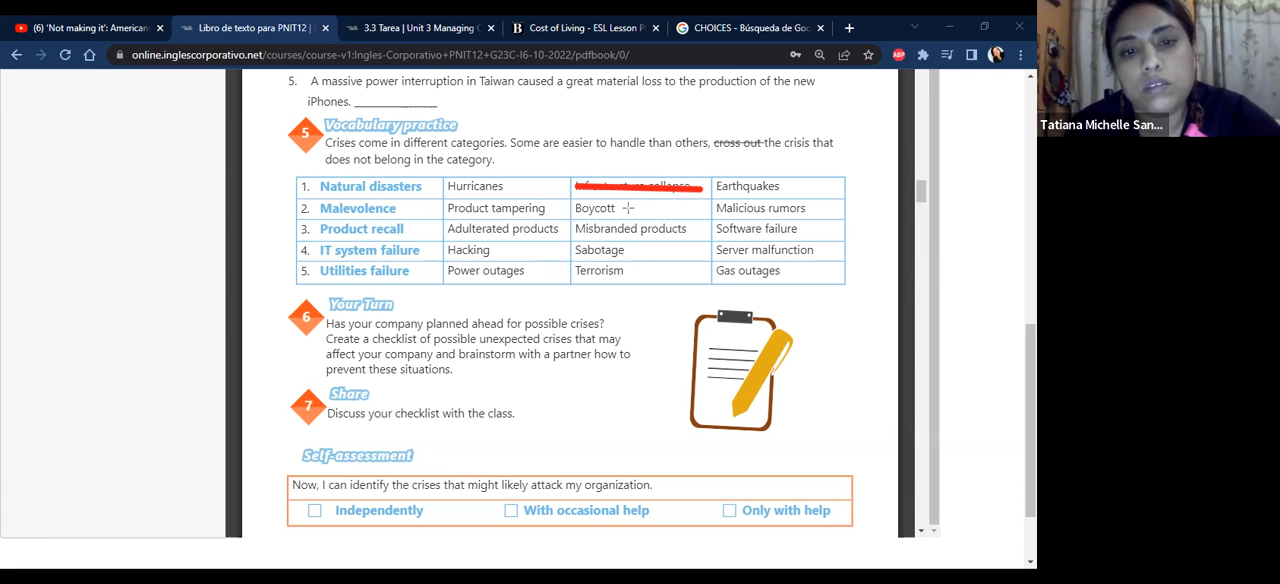 (6) 'Not making it': American
Libro de texto para PNIT12 |
3.3 Tarea | Unit 3 Managing
Cost of Living - ESL Lesson P
CHOICES - Búsqueda de Goo
online.inglescorporativo.net/courses/course-v1:Ingles-Corporativo+PNIT12+G23C-I6-10-2022/pdfbook/0/
ABP
Tatiana Michelle San...
5. A massive power interruption in Taiwan caused a great material loss to the production of the new
iPhones. _______________
5 Vocabulary practice
Crises come in different categories. Some are easier to handle than others, cross out the crisis that
does not belong in the category.
1. Natural disasters Hurricanes Infrastructure collapse Earthquakes
2. Malevolence Product tampering Boycott Malicious rumors
3. Product recall Adulterated products Misbranded products Software failure
4. IT system failure Hacking Sabotage Server malfunction
5. Utilities failure Power outages Terrorism Gas outages
6 Your Turn
Has your company planned ahead for possible crises?
Create a checklist of possible unexpected crises that may
affect your company and brainstorm with a partner how to
prevent these situations.
7 Share
Discuss your checklist with the class.
Self-assessment
Now, I can identify the crises that might likely attack my organization.
Independently With occasional help Only with help